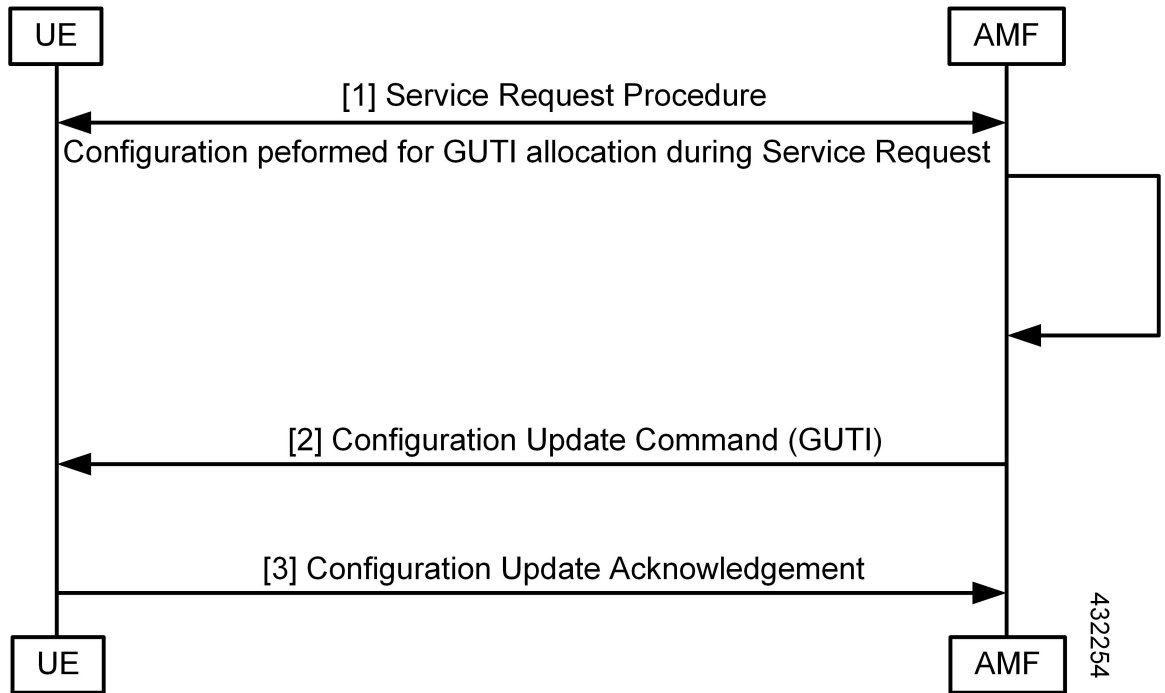 UE
AMF
[1] Service Request Procedure
Configuration peformed for GUTI allocation during Service Request
[2] Configuration Update Command (GUTI)
[3] Configuration Update Acknowledgement
432254
UE
AMF